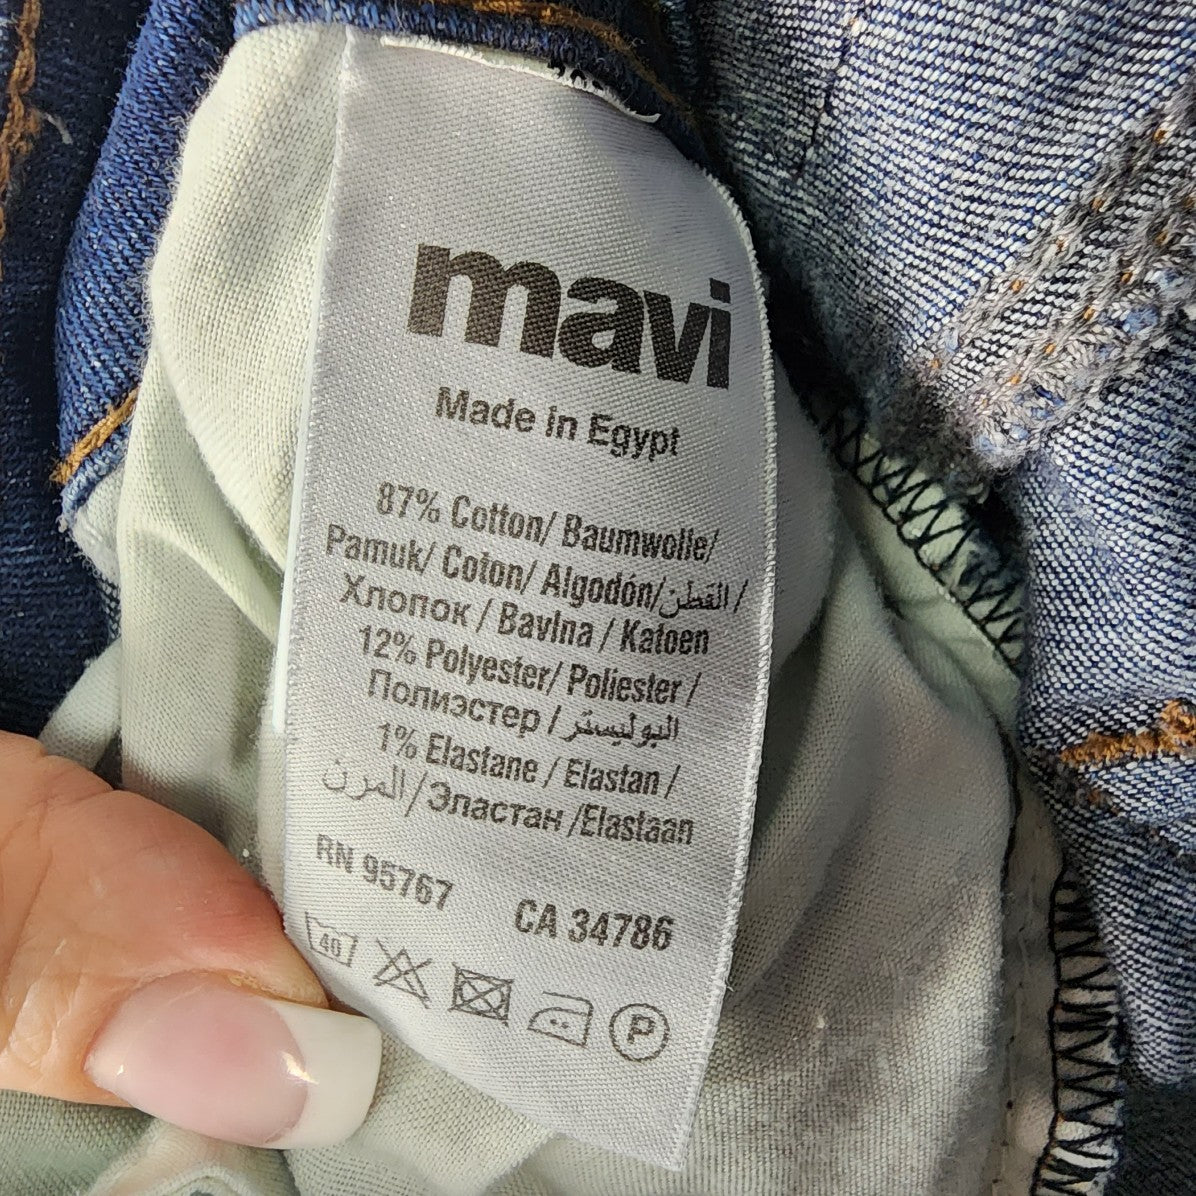 mavi
Made in Egypt
87% Cotton/ Baumwolle/
Pamuk/ Coton/ Algodón/القطن/
Хлопок / Bavlna / Katoen
12% Polyester/ Poliester /
Полиэстер / البوليستر
1% Elastane / Elastan /
المرن/Эластан /Elastaan
RN 95767 CA 34786
40 P